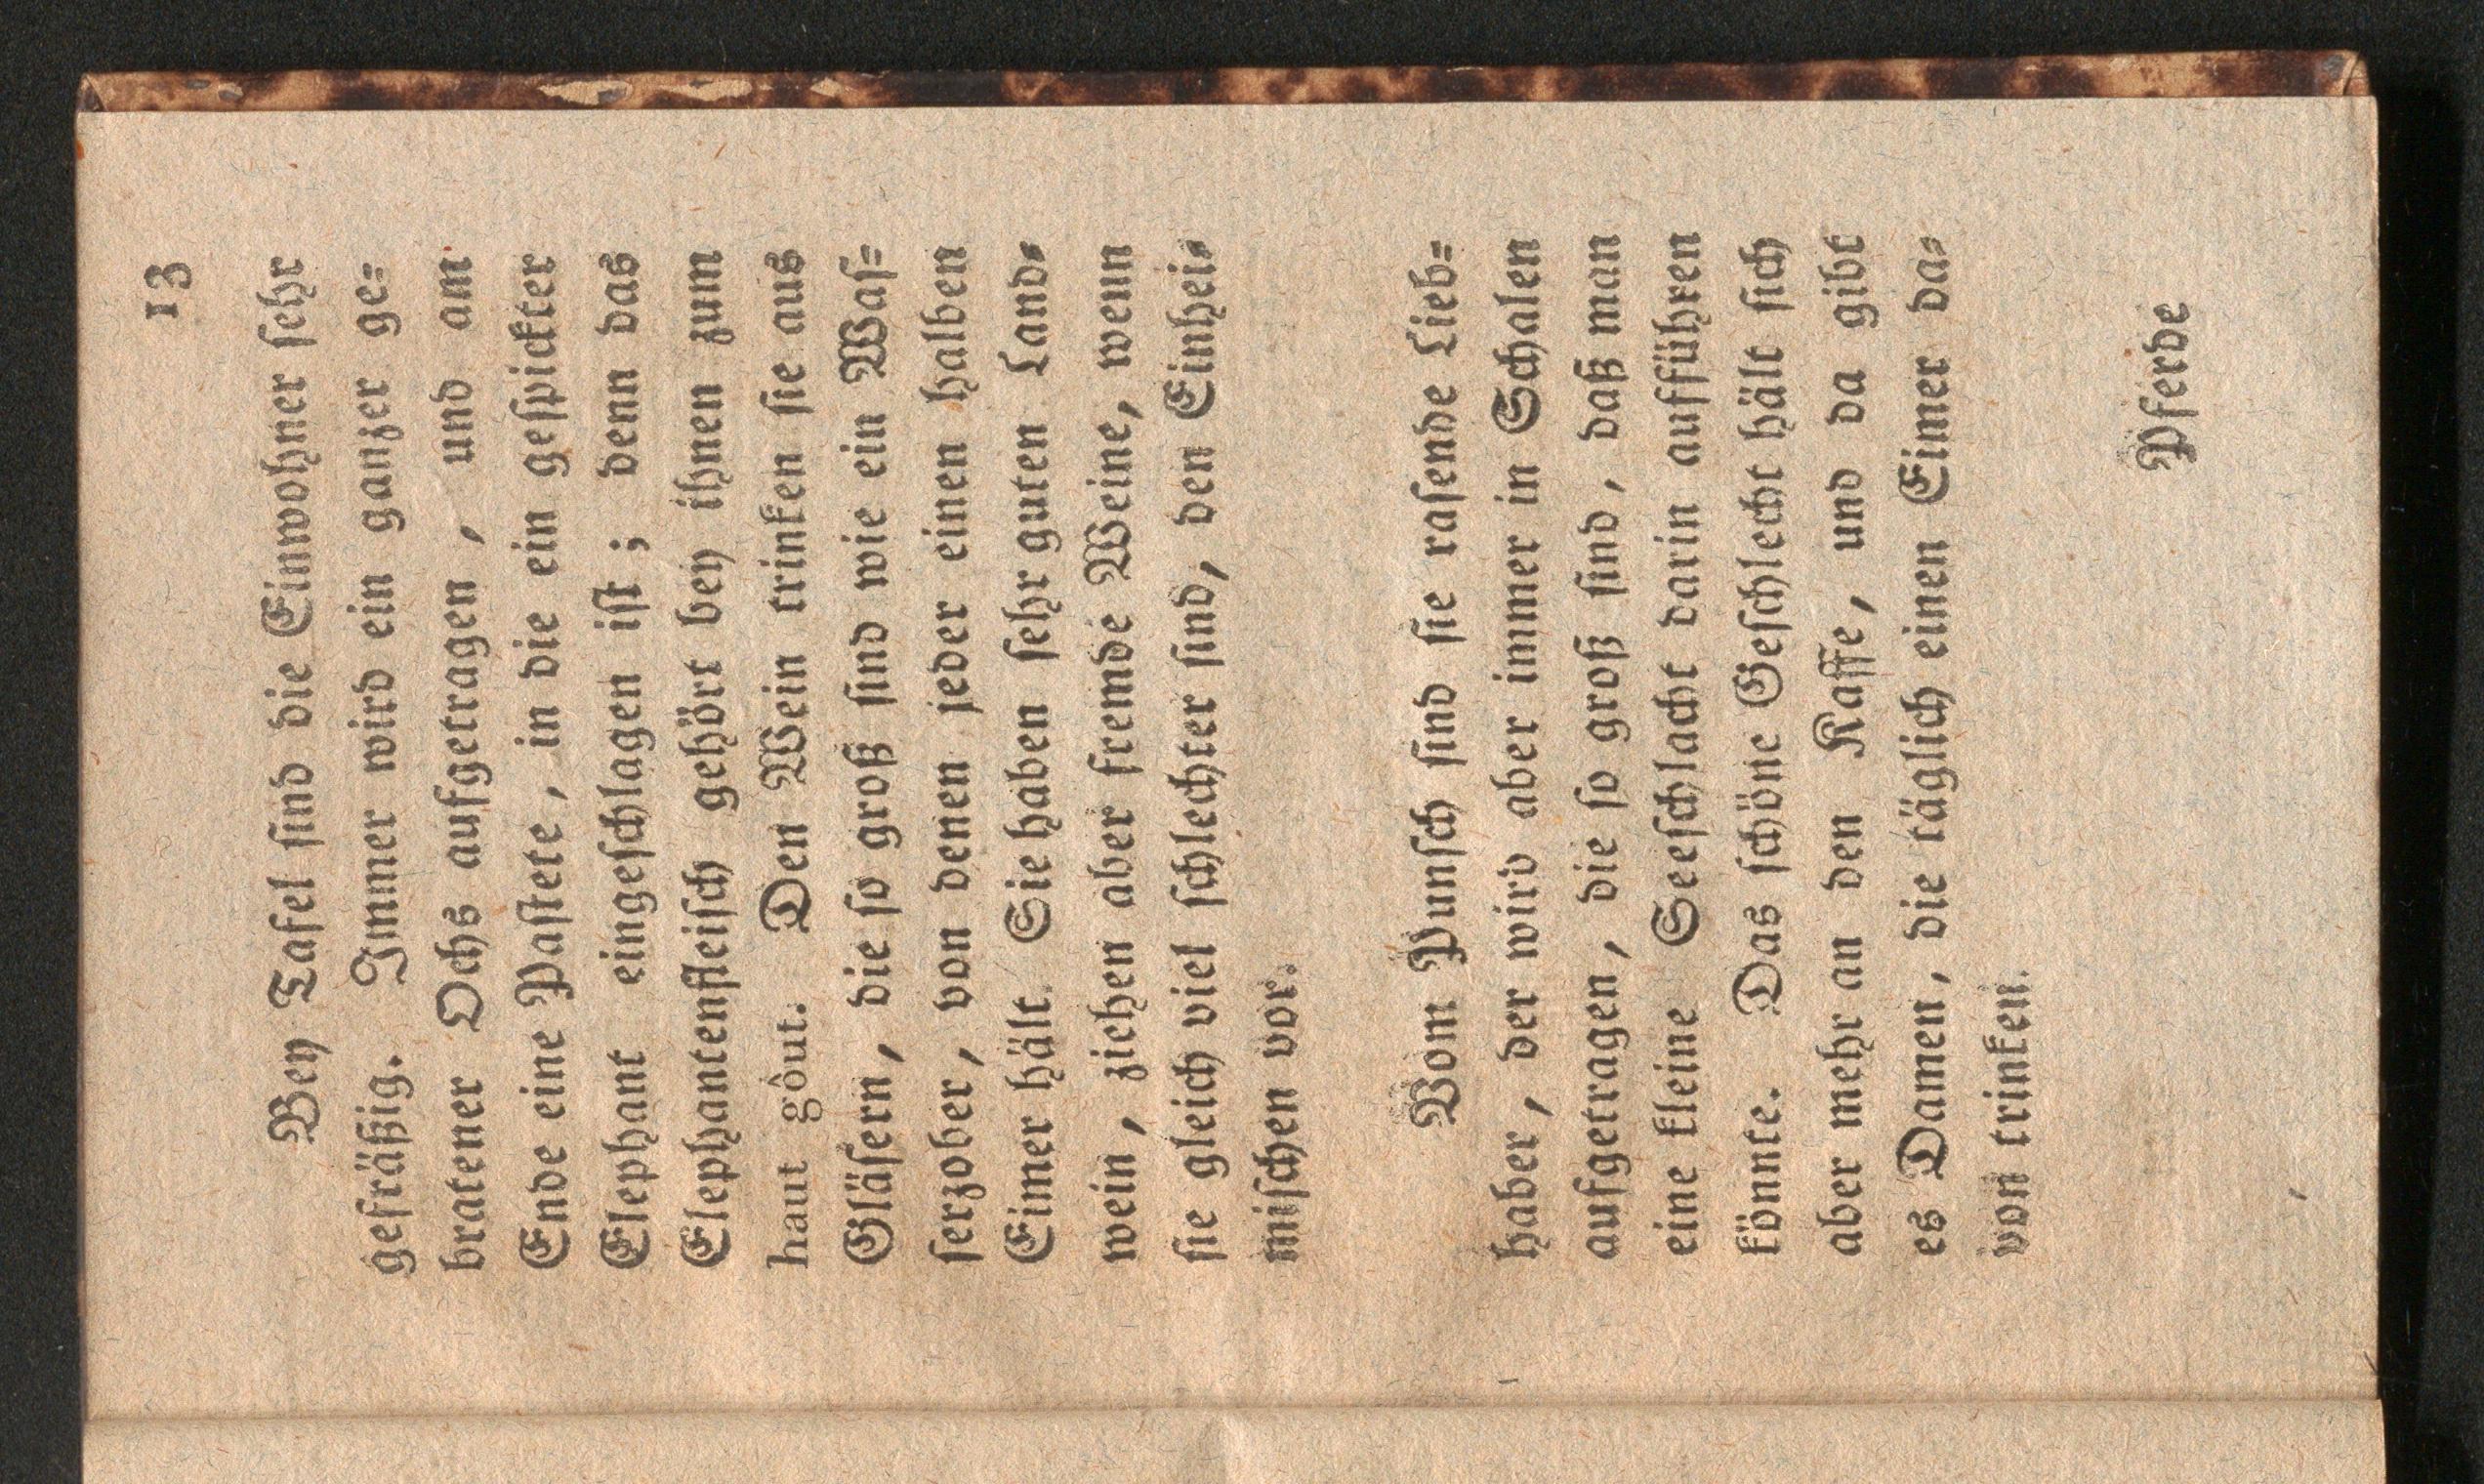 13
Bey Tafel sind die Einwohner sehr
gefräßig. Immer wird ein ganzer ge=
bratener Ochs aufgetragen, und am
Ende eine Pastete, in die ein gespickter
Elephant eingeschlagen ist; denn das
Elephantenfleisch gehört bey ihnen zum
haut gôut. Den Wein trinken sie aus
Gläsern, die so groß sind wie ein Was=
serzober, von denen jeder einen halben
Eimer hält. Sie haben sehr guten Land=
wein, ziehen aber fremde Weine, wenn
sie gleich viel schlechter sind, den Einhei=
mischen vor.
Vom Punsch sind sie rasende Lieb=
haber, der wird aber immer in Schalen
aufgetragen, die so groß sind, daß man
eine kleine Seeschlacht darin aufführen
könnte. Das schöne Geschlecht hält sich
aber mehr an den Kaffe, und da gibt
es Damen, die täglich einen Eimer da=
von trinken.
Pferde